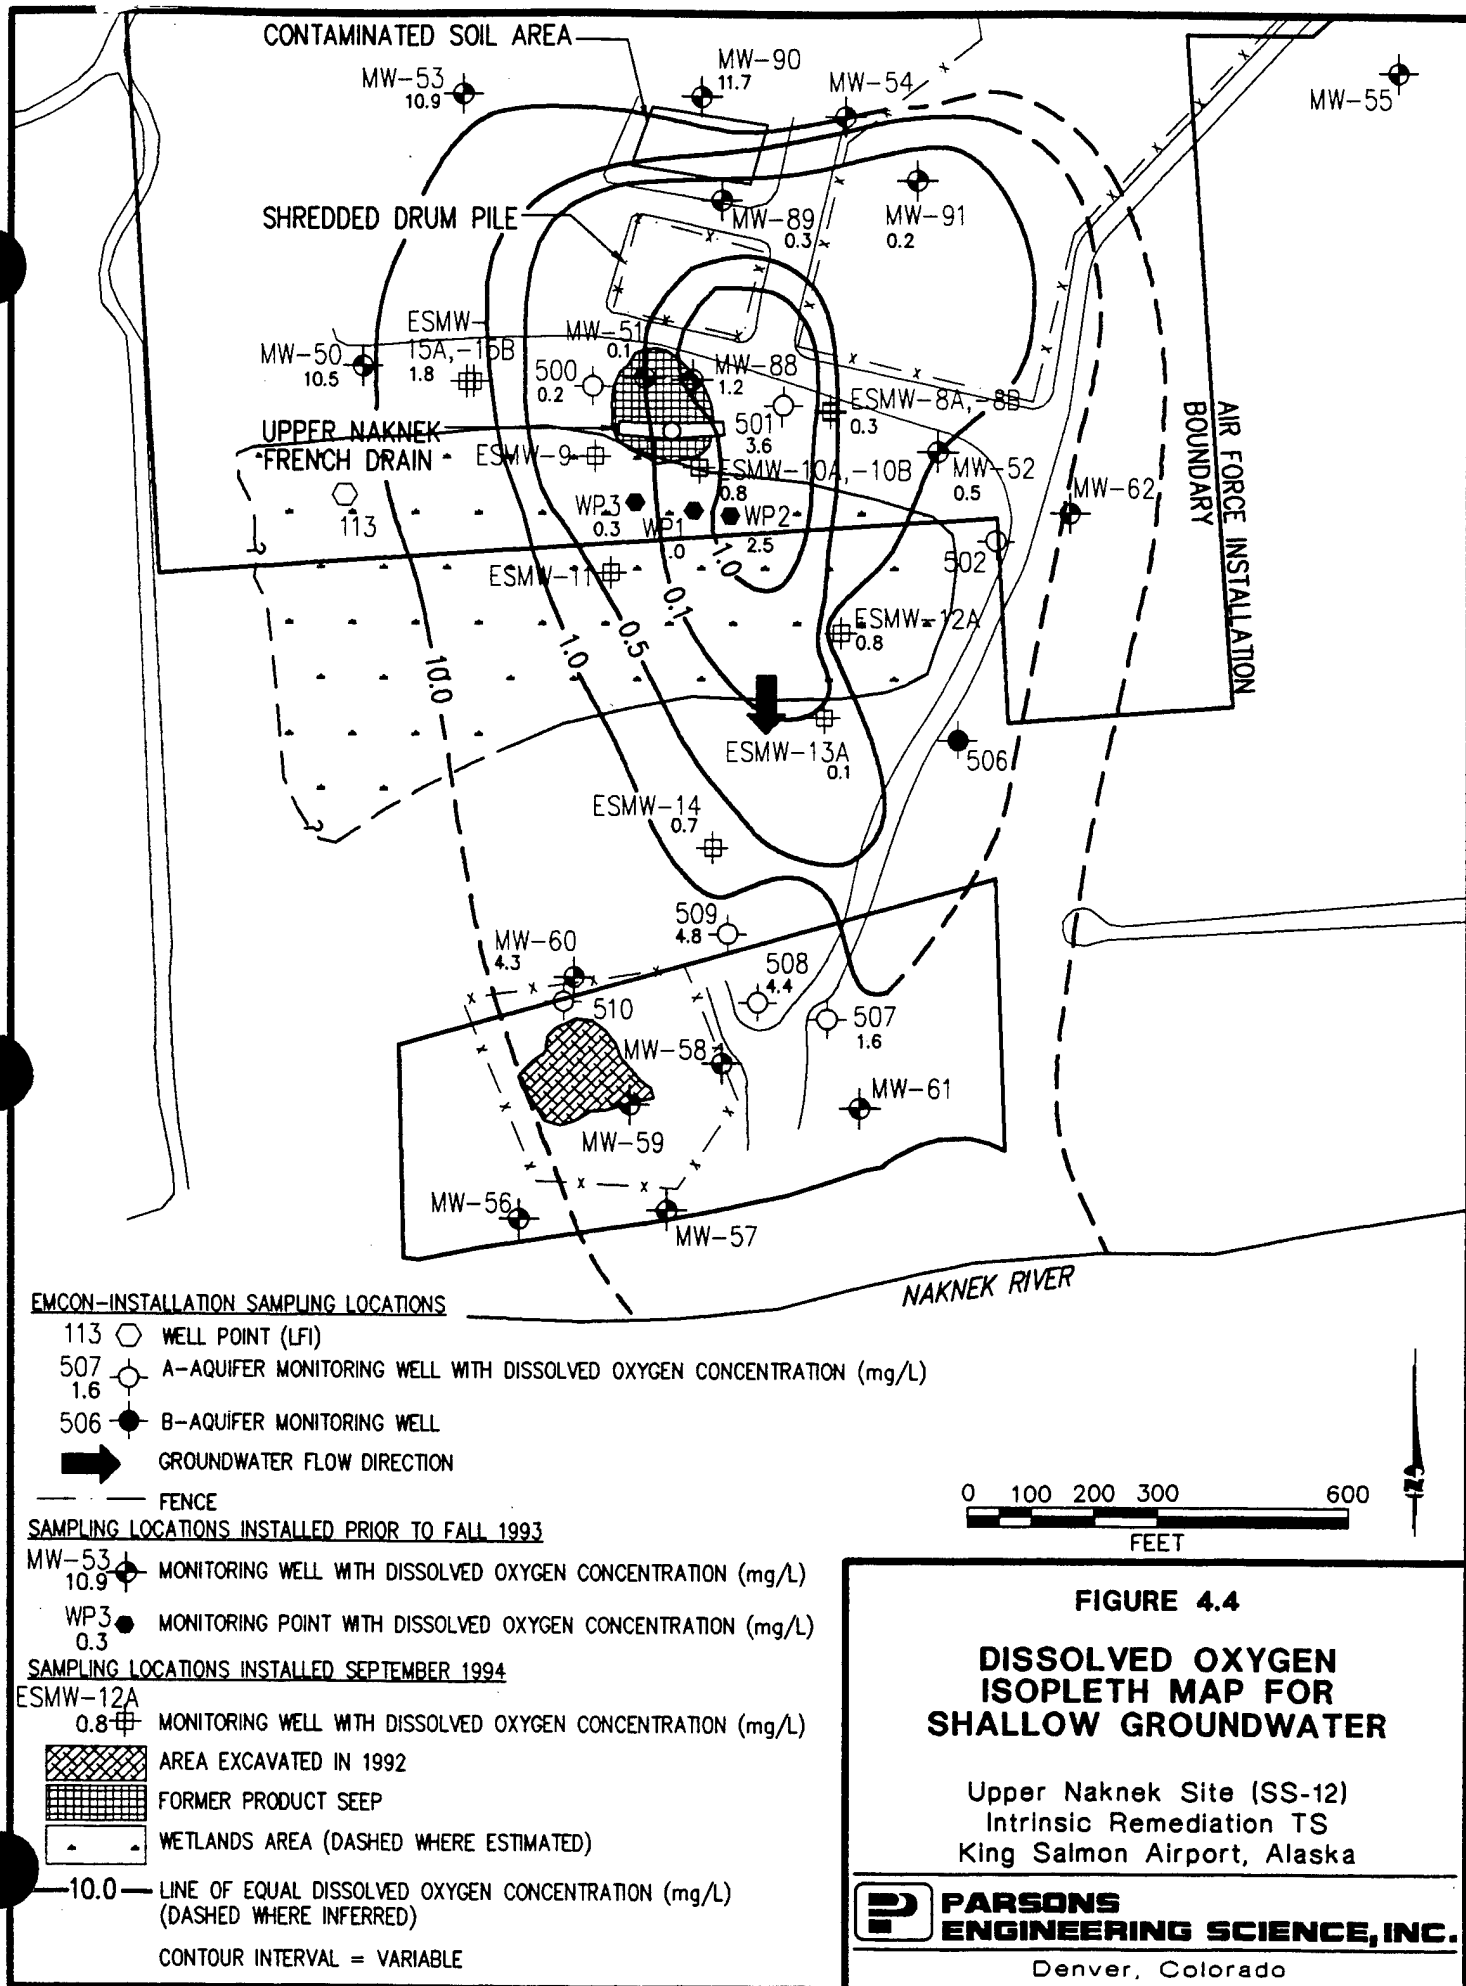 CONTAMINATED SOIL AREA
MW-53
10.9
MW-90
11.7
MW-54
MW-55
SHREDDED DRUM PILE
MW-89
0.3
MW-91
0.2
ESMW-
15A,-15B
1.8
MW-51
0.1
MW-50
10.5
500
0.2
MW-88
1.2
501
3.6
ESMW-8A,-8B
0.3
UPPER NAKNEK
FRENCH DRAIN
ESMW-9
ESMW-10A,-10B
0.8
MW-52
0.5
MW-62
AIR FORCE INSTALLATION
BOUNDARY
113
WP3
0.3
WP1
.0
WP2
2.5
502
?
ESMW-11
1.0
0.1
0.5
1.0
10.0
ESMW-12A
0.8
ESMW-13A
0.1
506
?
ESMW-14
0.7
509
4.8
MW-60
4.3
508
4.4
510
507
1.6
MW-58
MW-61
MW-59
MW-56
MW-57
NAKNEK RIVER
EMCON-INSTALLATION SAMPLING LOCATIONS
113 WELL POINT (LFI)
507
1.6
A-AQUIFER MONITORING WELL WITH DISSOLVED OXYGEN CONCENTRATION (mg/L)
506 B-AQUIFER MONITORING WELL
GROUNDWATER FLOW DIRECTION
FENCE
SAMPLING LOCATIONS INSTALLED PRIOR TO FALL 1993
MW-53
10.9
MONITORING WELL WITH DISSOLVED OXYGEN CONCENTRATION (mg/L)
WP3
0.3
MONITORING POINT WITH DISSOLVED OXYGEN CONCENTRATION (mg/L)
SAMPLING LOCATIONS INSTALLED SEPTEMBER 1994
ESMW-12A
0.8
MONITORING WELL WITH DISSOLVED OXYGEN CONCENTRATION (mg/L)
AREA EXCAVATED IN 1992
FORMER PRODUCT SEEP
WETLANDS AREA (DASHED WHERE ESTIMATED)
10.0 LINE OF EQUAL DISSOLVED OXYGEN CONCENTRATION (mg/L)
(DASHED WHERE INFERRED)
CONTOUR INTERVAL = VARIABLE
0 100 200 300 600
FEET
FIGURE 4.4
DISSOLVED OXYGEN
ISOPLETH MAP FOR
SHALLOW GROUNDWATER
Upper Naknek Site (SS-12)
Intrinsic Remediation TS
King Salmon Airport, Alaska
PARSONS
ENGINEERING SCIENCE, INC.
Denver, Colorado